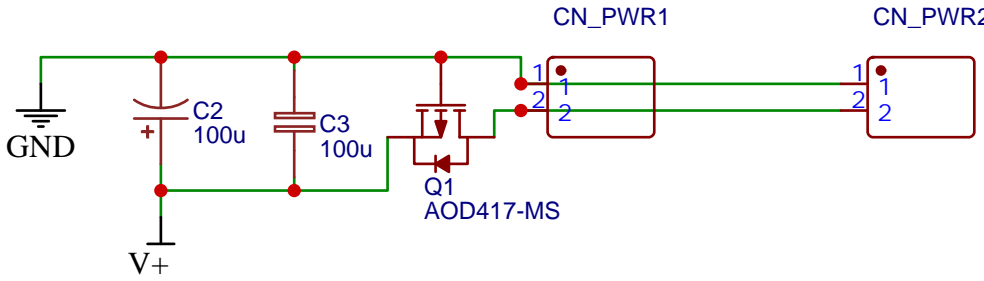 CN_PWR1
CN_PWR2
1
2
1
2
1
2
1
2
C2
100u
+
C3
100u
GND
Q1
AOD417-MS
V+